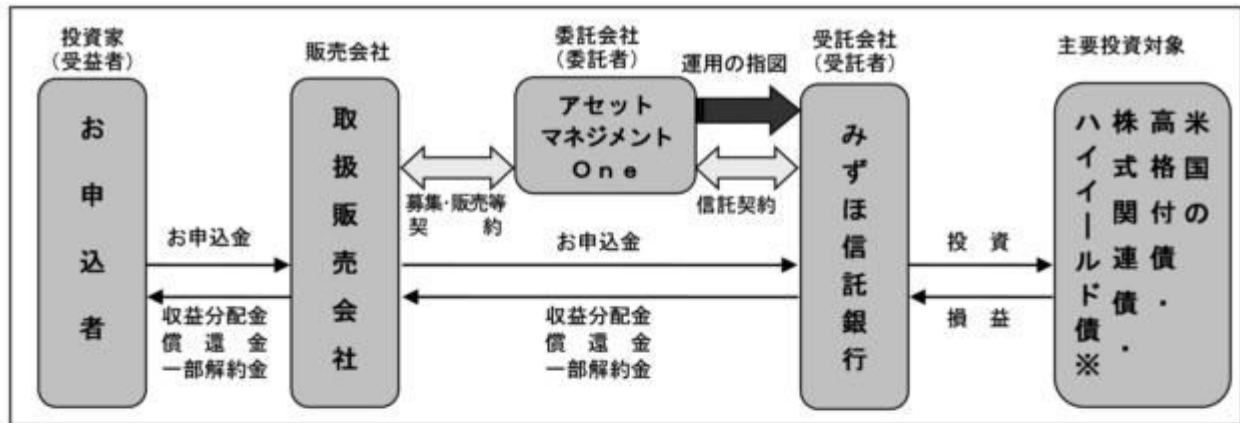 投資家
(受益者)
お申込者
販売会社
取扱販売会社
委託会社
(委託者)
アセット
マネジメント
One
運用の指図
受託会社
(受託者)
みずほ信託銀行
主要投資対象
米国の
高格付債・
株式関連債・
ハイイールド債※
募集・販売等
契 約
信託契約
お申込金
収益分配金
償 還 金
一部解約金
お申込金
収益分配金
償 還 金
一部解約金
投 資
損 益